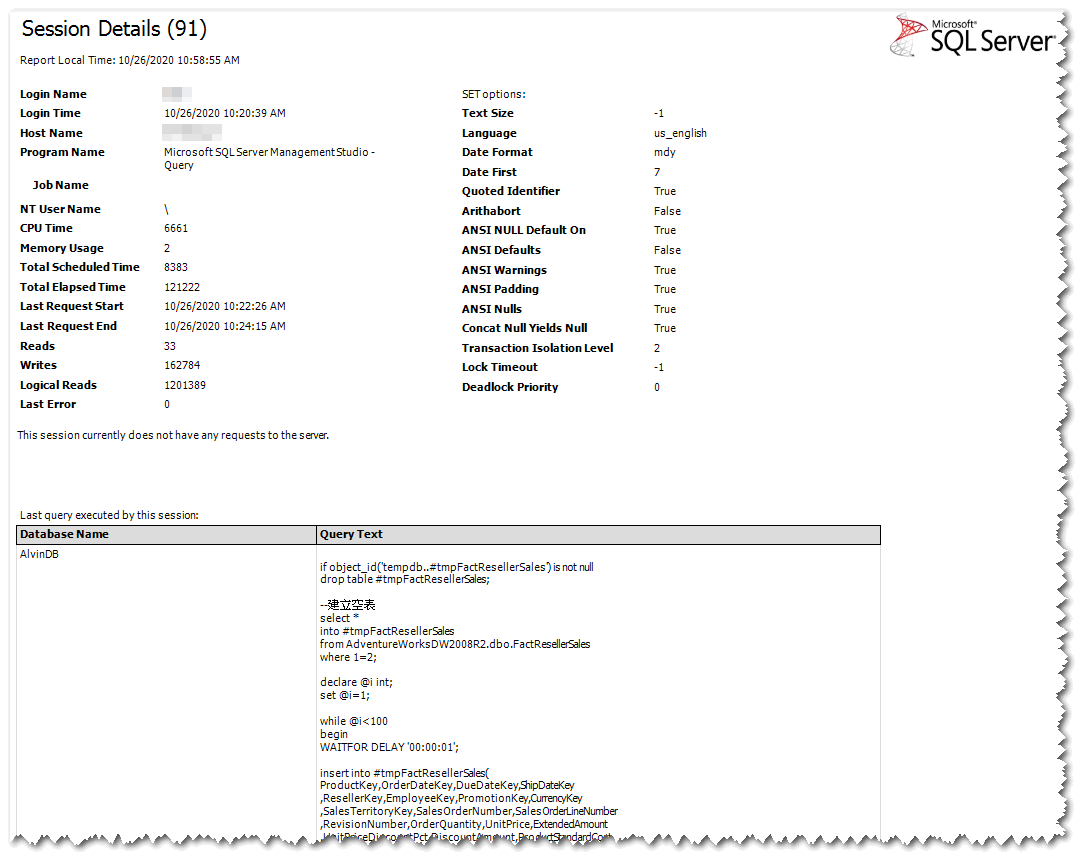 Session Details (91)
Microsoft®
SQL Server
Report Local Time: 10/26/2020 10:58:55 AM
Login Name
Login Time 10/26/2020 10:20:39 AM
Host Name
Program Name Microsoft SQL Server Management Studio -
Query
Job Name
NT User Name \
CPU Time 6661
Memory Usage 2
Total Scheduled Time 8383
Total Elapsed Time 121222
Last Request Start 10/26/2020 10:22:26 AM
Last Request End 10/26/2020 10:24:15 AM
Reads 33
Writes 162784
Logical Reads 1201389
Last Error 0
SET options:
Text Size -1
Language us_english
Date Format mdy
Date First 7
Quoted Identifier True
Arithabort False
ANSI NULL Default On True
ANSI Defaults False
ANSI Warnings True
ANSI Padding True
ANSI Nulls True
Concat Null Yields Null True
Transaction Isolation Level 2
Lock Timeout -1
Deadlock Priority 0
This session currently does not have any requests to the server.
Last query executed by this session:
Database Name Query Text
AlvinDB
if object_id('tempdb..#tmpFactResellerSales') is not null
drop table #tmpFactResellerSales;
--建立空表
select *
into #tmpFactResellerSales
from AdventureWorksDW2008R2.dbo.FactResellerSales
where 1=2;
declare @i int;
set @i=1;
while @i<100
begin
WAITFOR DELAY '00:00:01';
insert into #tmpFactResellerSales(
ProductKey,OrderDateKey,DueDateKey,ShipDateKey
,ResellerKey,EmployeeKey,PromotionKey,CurrencyKey
,SalesTerritoryKey,SalesOrderNumber,SalesOrderLineNumber
,RevisionNumber,OrderQuantity,UnitPrice,ExtendedAmount
,UnitPriceDiscountPct,DiscountAmount,ProductStandardCost